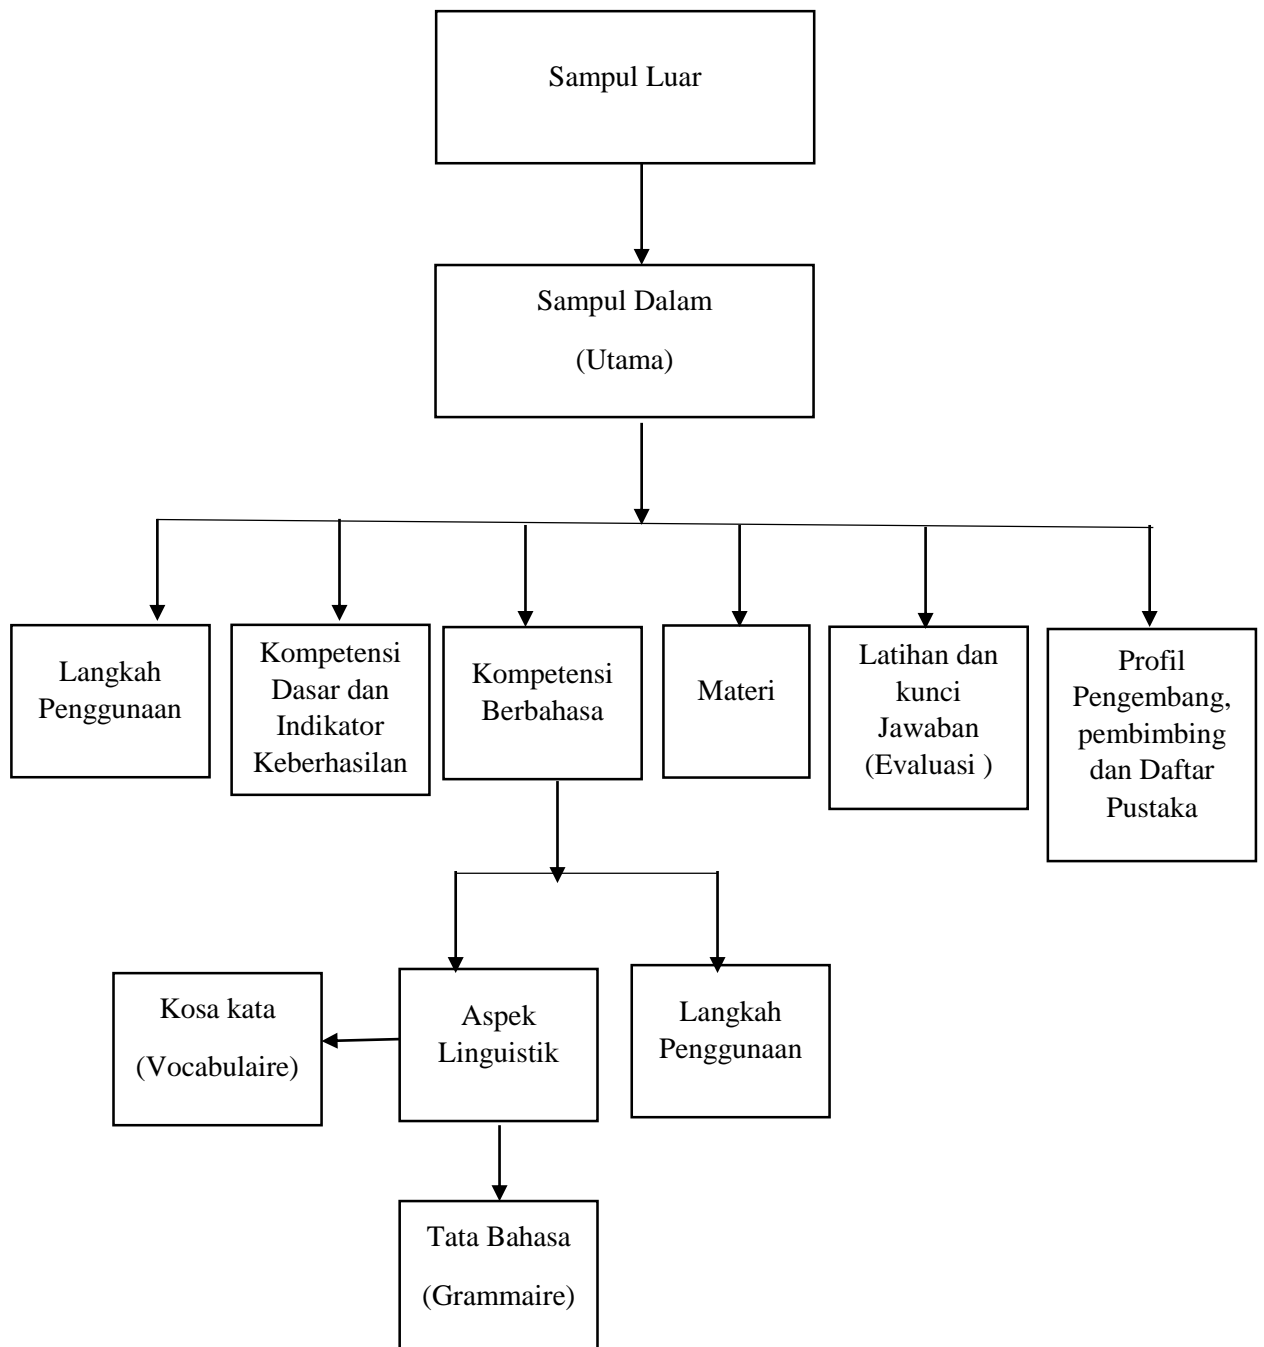 Sampul Luar
Sampul Dalam
(Utama)
Langkah
Penggunaan
Kompetensi
Dasar dan
Indikator
Keberhasilan
Kompetensi
Berbahasa
Materi
Latihan dan
kunci
Jawaban
(Evaluasi )
Profil
Pengembang,
pembimbing
dan Daftar
Pustaka
Kosa kata
(Vocabulaire)
Aspek
Linguistik
Langkah
Penggunaan
Tata Bahasa
(Grammaire)